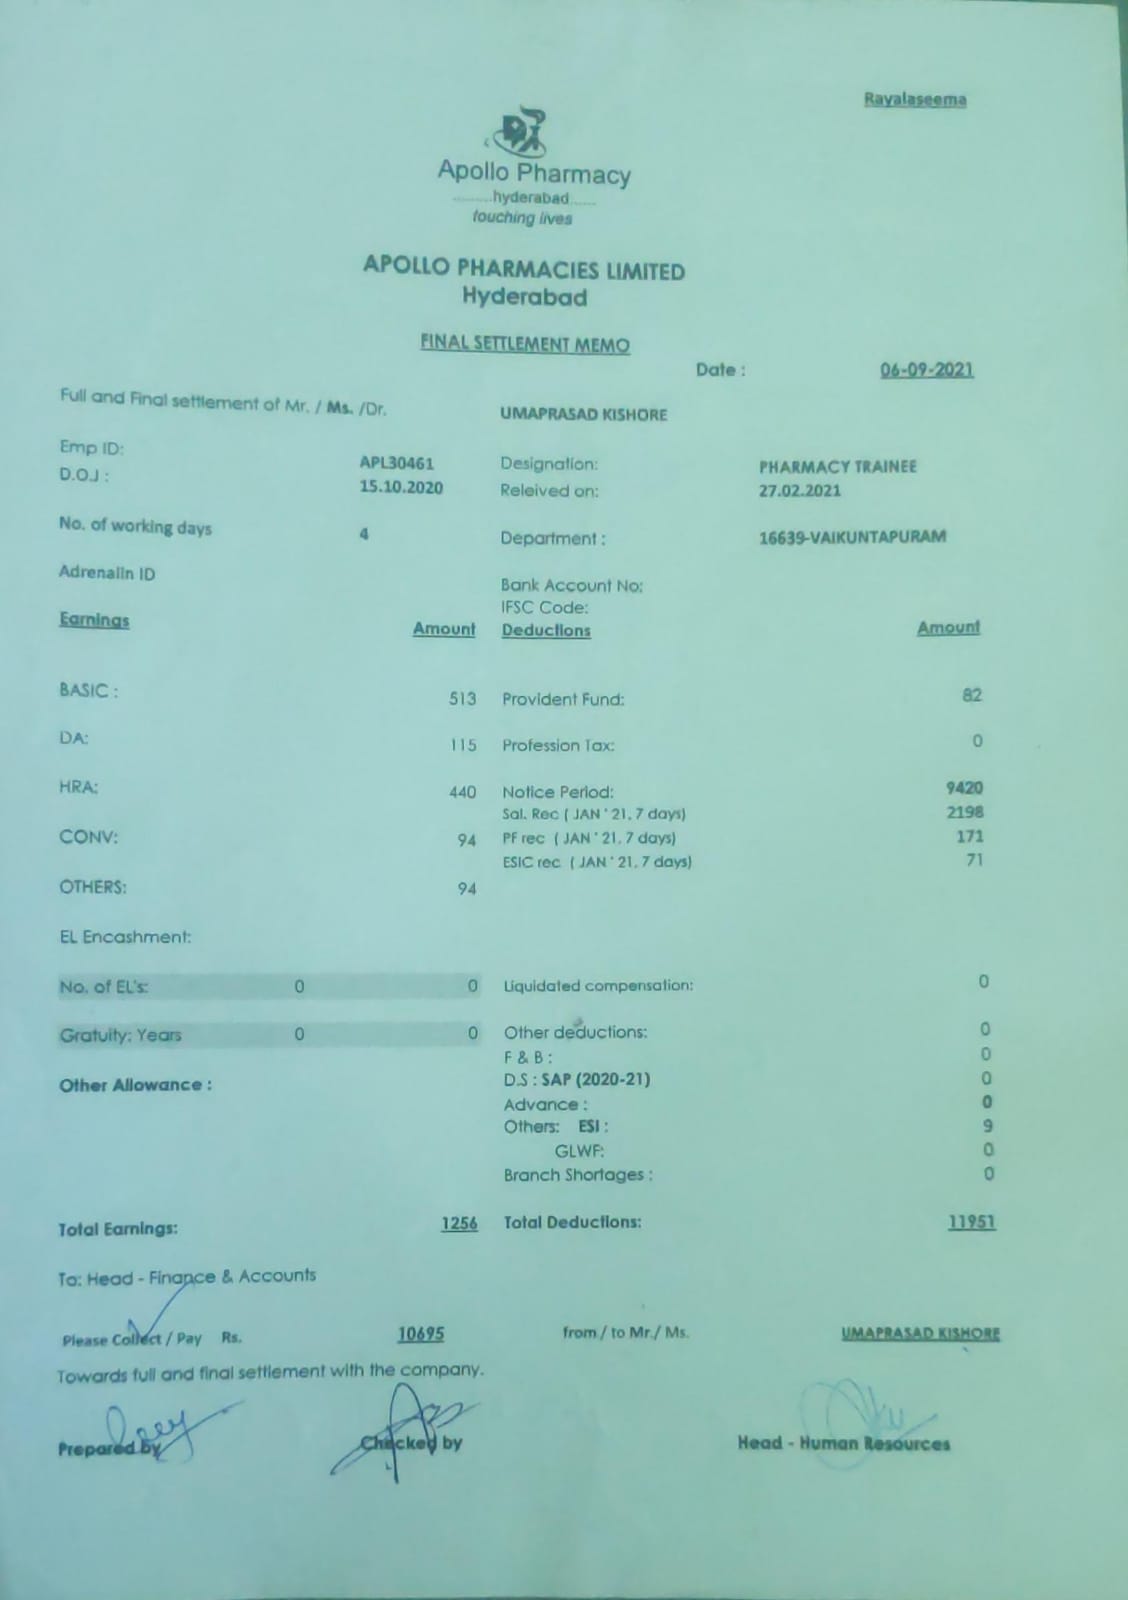 Rayalaseema
Apollo Pharmacy
.........hyderabad......
touching lives
APOLLO PHARMACIES LIMITED
Hyderabad
FINAL SETTLEMENT MEMO
Date : 06-09-2021
Full and Final settlement of Mr. / Ms. /Dr. UMAPRASAD KISHORE
Emp ID: APL30461 Designation: PHARMACY TRAINEE
D.O.J : 15.10.2020 Releived on: 27.02.2021
No. of working days 4 Department : 16639-VAIKUNTAPURAM
Adrenalin ID Bank Account No:
IFSC Code:
Earnings Amount Deductions Amount
BASIC : 513 Provident Fund: 82
DA: 115 Profession Tax: 0
HRA: 440 Notice Period: 9420
Sal. Rec ( JAN ' 21, 7 days) 2198
CONV: 94 PF rec ( JAN ' 21, 7 days) 171
ESIC rec ( JAN ' 21, 7 days) 71
OTHERS: 94
EL Encashment:
No. of EL's: 0 0 Liquidated compensation: 0
Gratuity: Years 0 0 Other deductions: 0
F & B : 0
Other Allowance : D.S : SAP (2020-21) 0
Advance : 0
Others: ESI : 9
GLWF: 0
Branch Shortages : 0
Total Earnings: 1256 Total Deductions: 11951
To: Head - Finance & Accounts
Please Collect / Pay Rs. 10695 from / to Mr./ Ms. UMAPRASAD KISHORE
Towards full and final settlement with the company.
Prepared by Checked by Head - Human Resources